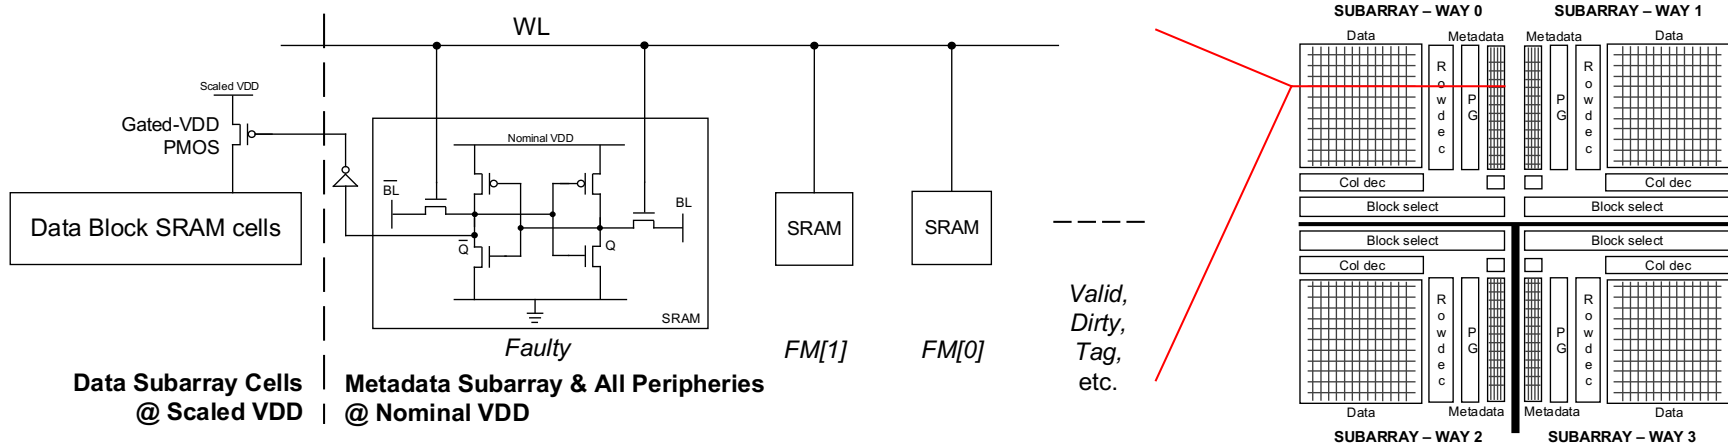 WL
Scaled VDD
Gated-VDD
PMOS
Data Block SRAM cells
Nominal VDD
BL
BL
Q
Q
SRAM
Faulty
SRAM
FM[1]
SRAM
FM[0]
Valid,
Dirty,
Tag,
etc.
Data Subarray Cells
@ Scaled VDD
Metadata Subarray & All Peripheries
@ Nominal VDD
SUBARRAY – WAY 0
Data
Metadata
Rowdec
PG
Col dec
Block select
SUBARRAY – WAY 1
Metadata
Data
PG
Rowdec
Col dec
Block select
Block select
Col dec
Rowdec
PG
Data
Metadata
SUBARRAY – WAY 2
Block select
Col dec
PG
Rowdec
Metadata
Data
SUBARRAY – WAY 3